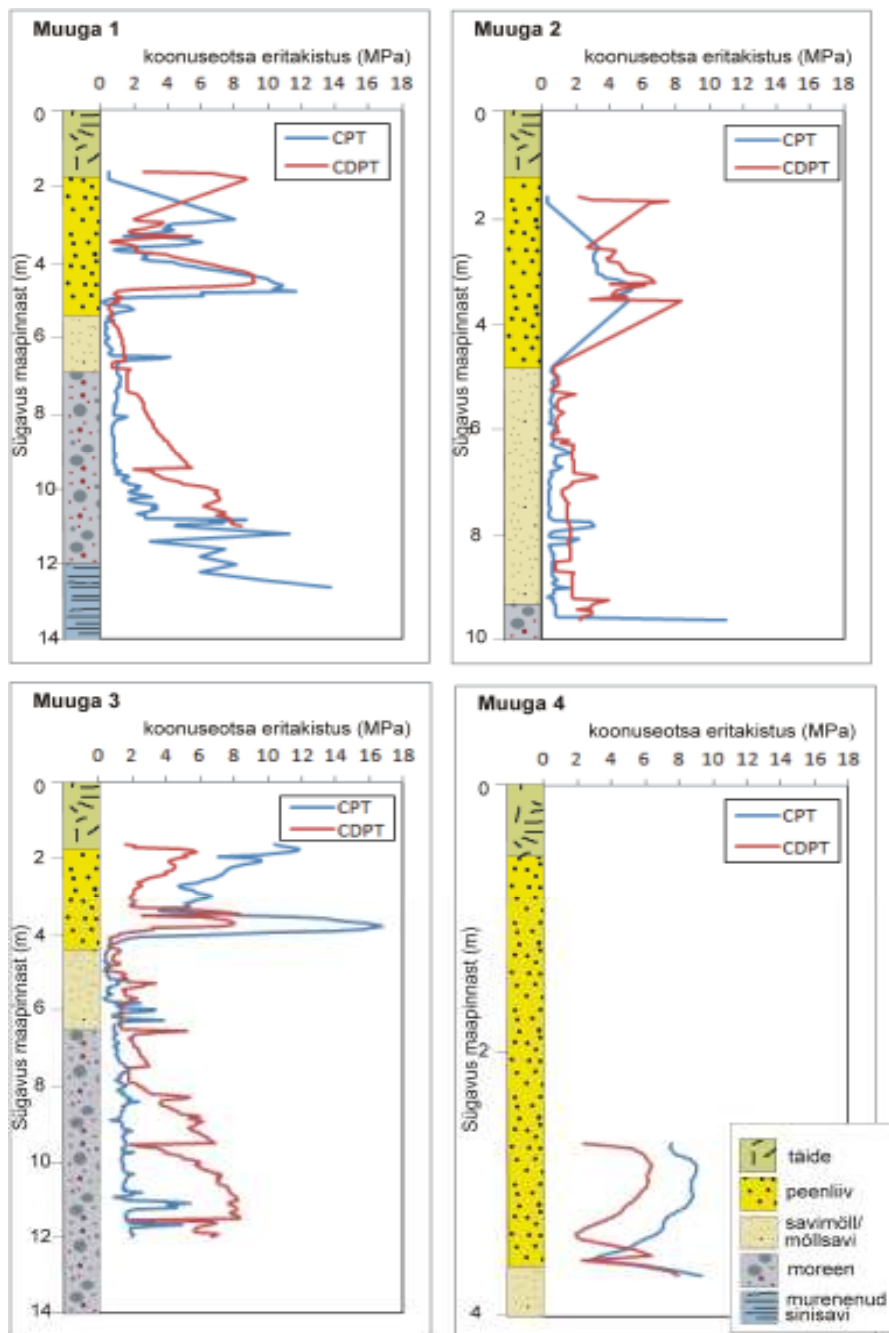 Muuga 1
koonuseotsa eritakistus (MPa)
0 2 4 6 8 10 12 14 16 18
Sügavus maapinnast (m)
0
2
4
6
8
10
12
14
CPT
CDPT
Muuga 2
koonuseotsa eritakistus (MPa)
0 2 4 6 8 10 12 14 16 18
Sügavus maapinnast (m)
0
2
4
6
8
10
CPT
CDPT
Muuga 3
koonuseotsa eritakistus (MPa)
0 2 4 6 8 10 12 14 16 18
Sügavus maapinnast (m)
0
2
4
6
8
10
12
14
CPT
CDPT
Muuga 4
koonuseotsa eritakistus (MPa)
0 2 4 6 8 10 12 14 16 18
Sügavus maapinnast (m)
0
2
4
CPT
CDPT
täide
peenliiv
savimöll/
möllsavi
moreen
murenenud
sinisavi